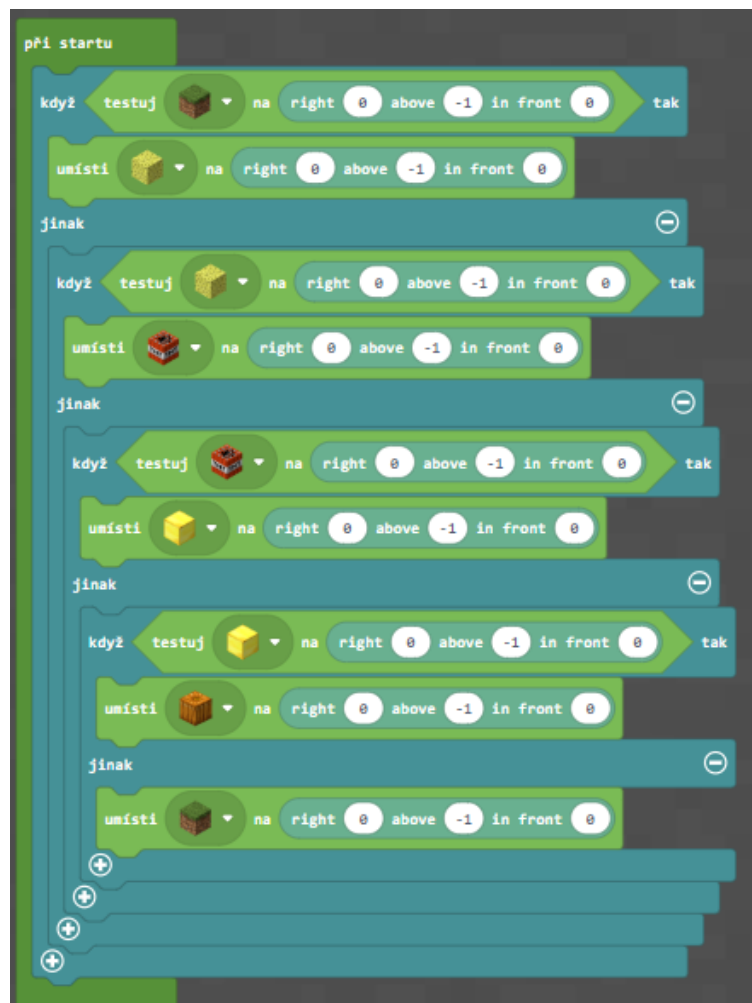 při startu
když testuj na right 0 above -1 in front 0 tak
umísti na right 0 above -1 in front 0
jinak
když testuj na right 0 above -1 in front 0 tak
umísti na right 0 above -1 in front 0
jinak
když testuj na right 0 above -1 in front 0 tak
umísti na right 0 above -1 in front 0
jinak
když testuj na right 0 above -1 in front 0 tak
umísti na right 0 above -1 in front 0
jinak
umísti na right 0 above -1 in front 0